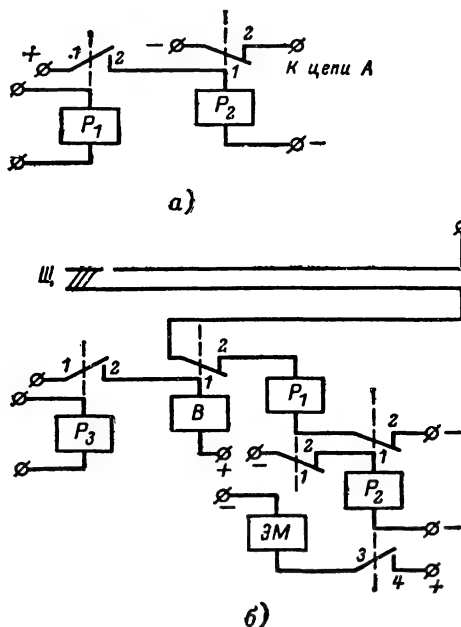 + 1 2 − 1 2 К цепи А
P₁ P₂ −
а)
Щ
1 2 1 2
P₃ В P₁
+ − 1 2 1 2 −
− P₂
ЭМ −
3 4 +
б)